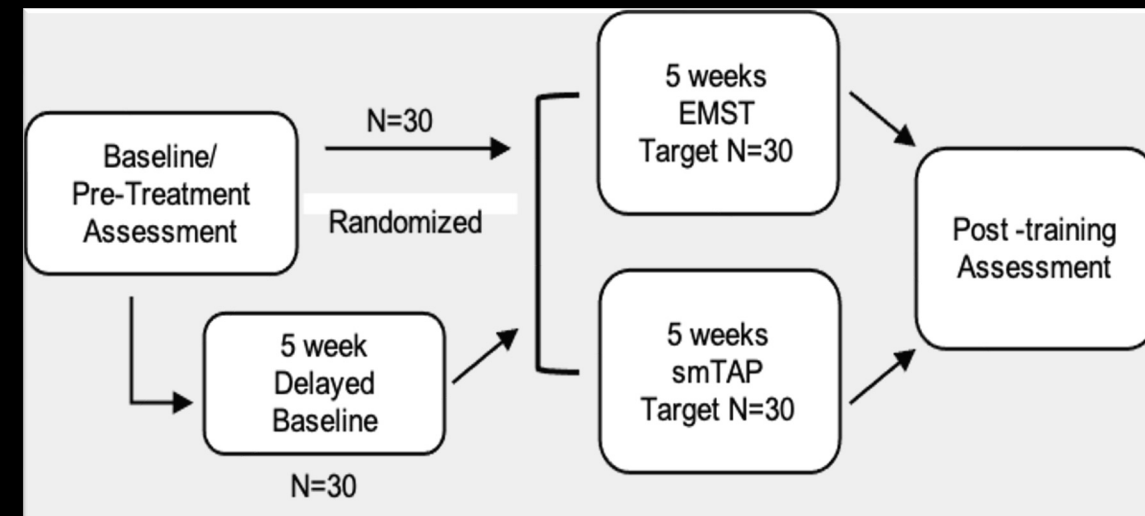 Baseline/
Pre-Treatment
Assessment
N=30
Randomized
5 week
Delayed
Baseline
N=30
5 weeks
EMST
Target N=30
5 weeks
smTAP
Target N=30
Post -training
Assessment